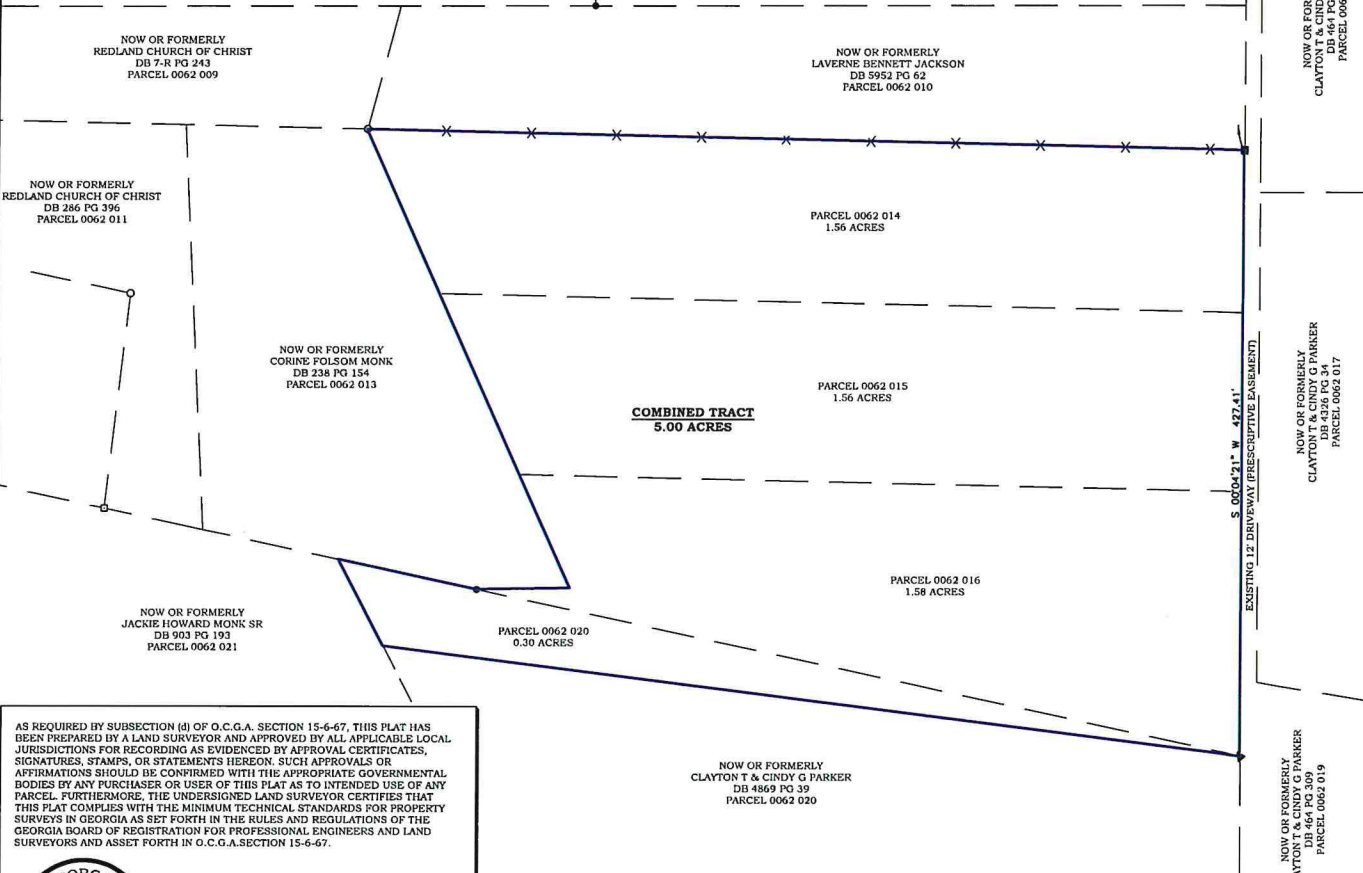 NOW OR FORMERLY
REDLAND CHURCH OF CHRIST
DB 7-R PG 243
PARCEL 0062 009
NOW OR FORMERLY
LAVERNE BENNETT JACKSON
DB 5952 PG 62
PARCEL 0062 010
NOW OR FOR
CLAYTON T & CIND
DB 464 PG
PARCEL 006
NOW OR FORMERLY
REDLAND CHURCH OF CHRIST
DB 286 PG 396
PARCEL 0062 011
PARCEL 0062 014
1.56 ACRES
NOW OR FORMERLY
CORINE FOLSOM MONK
DB 238 PG 154
PARCEL 0062 013
PARCEL 0062 015
1.56 ACRES
COMBINED TRACT
5.00 ACRES
S 00°04'21" W 427.41'
EXISTING 12' DRIVEWAY (PRESCRIPTIVE EASEMENT)
NOW OR FORMERLY
CLAYTON T & CINDY G PARKER
DB 4326 PG 34
PARCEL 0062 017
PARCEL 0062 016
1.58 ACRES
NOW OR FORMERLY
JACKIE HOWARD MONK SR
DB 903 PG 193
PARCEL 0062 021
PARCEL 0062 020
0.30 ACRES
NOW OR FORMERLY
CLAYTON T & CINDY G PARKER
DB 4869 PG 39
PARCEL 0062 020
NOW OR FORMERLY
AYTON T & CINDY G PARKER
DB 464 PG 309
PARCEL 0062 019
AS REQUIRED BY SUBSECTION (d) OF O.C.G.A. SECTION 15-6-67, THIS PLAT HAS
BEEN PREPARED BY A LAND SURVEYOR AND APPROVED BY ALL APPLICABLE LOCAL
JURISDICTIONS FOR RECORDING AS EVIDENCED BY APPROVAL CERTIFICATES,
SIGNATURES, STAMPS, OR STATEMENTS HEREON. SUCH APPROVALS OR
AFFIRMATIONS SHOULD BE CONFIRMED WITH THE APPROPRIATE GOVERNMENTAL
BODIES BY ANY PURCHASER OR USER OF THIS PLAT AS TO INTENDED USE OF ANY
PARCEL. FURTHERMORE, THE UNDERSIGNED LAND SURVEYOR CERTIFIES THAT
THIS PLAT COMPLIES WITH THE MINIMUM TECHNICAL STANDARDS FOR PROPERTY
SURVEYS IN GEORGIA AS SET FORTH IN THE RULES AND REGULATIONS OF THE
GEORGIA BOARD OF REGISTRATION FOR PROFESSIONAL ENGINEERS AND LAND
SURVEYORS AND ASSET FORTH IN O.C.G.A.SECTION 15-6-67.